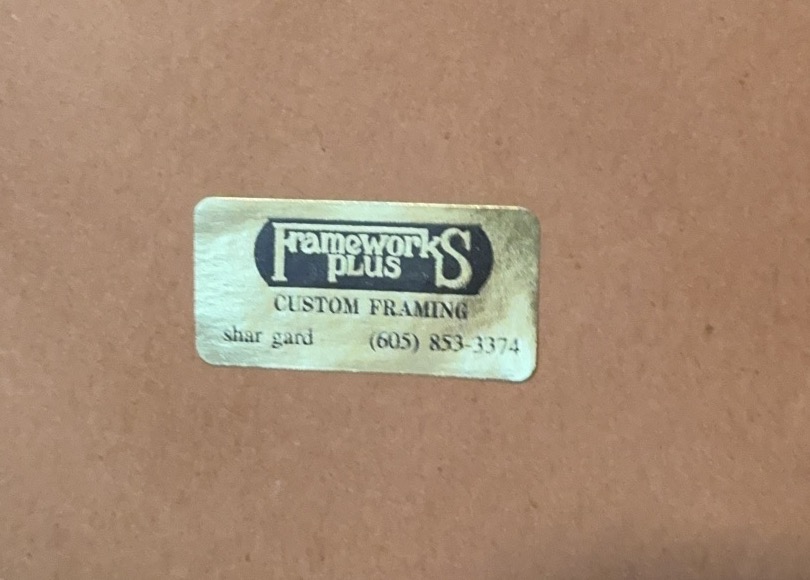 Frameworks
PLUS
CUSTOM FRAMING
shar gard (605) 853-3374